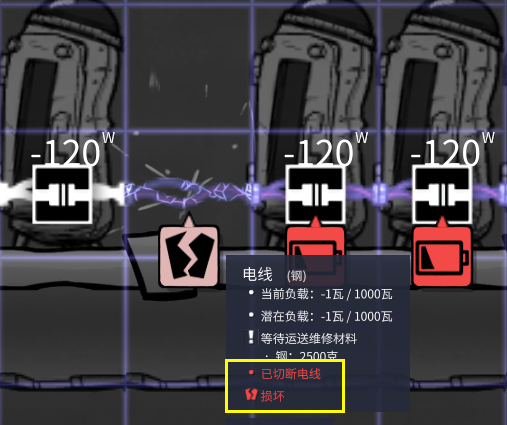 -120 W
-120 W
-120 W
电线 (钢)
• 当前负载：-1瓦 / 1000瓦
• 潜在负载：-1瓦 / 1000瓦
! 等待运送维修材料
· 钢：2500克
• 已切断电线
损坏